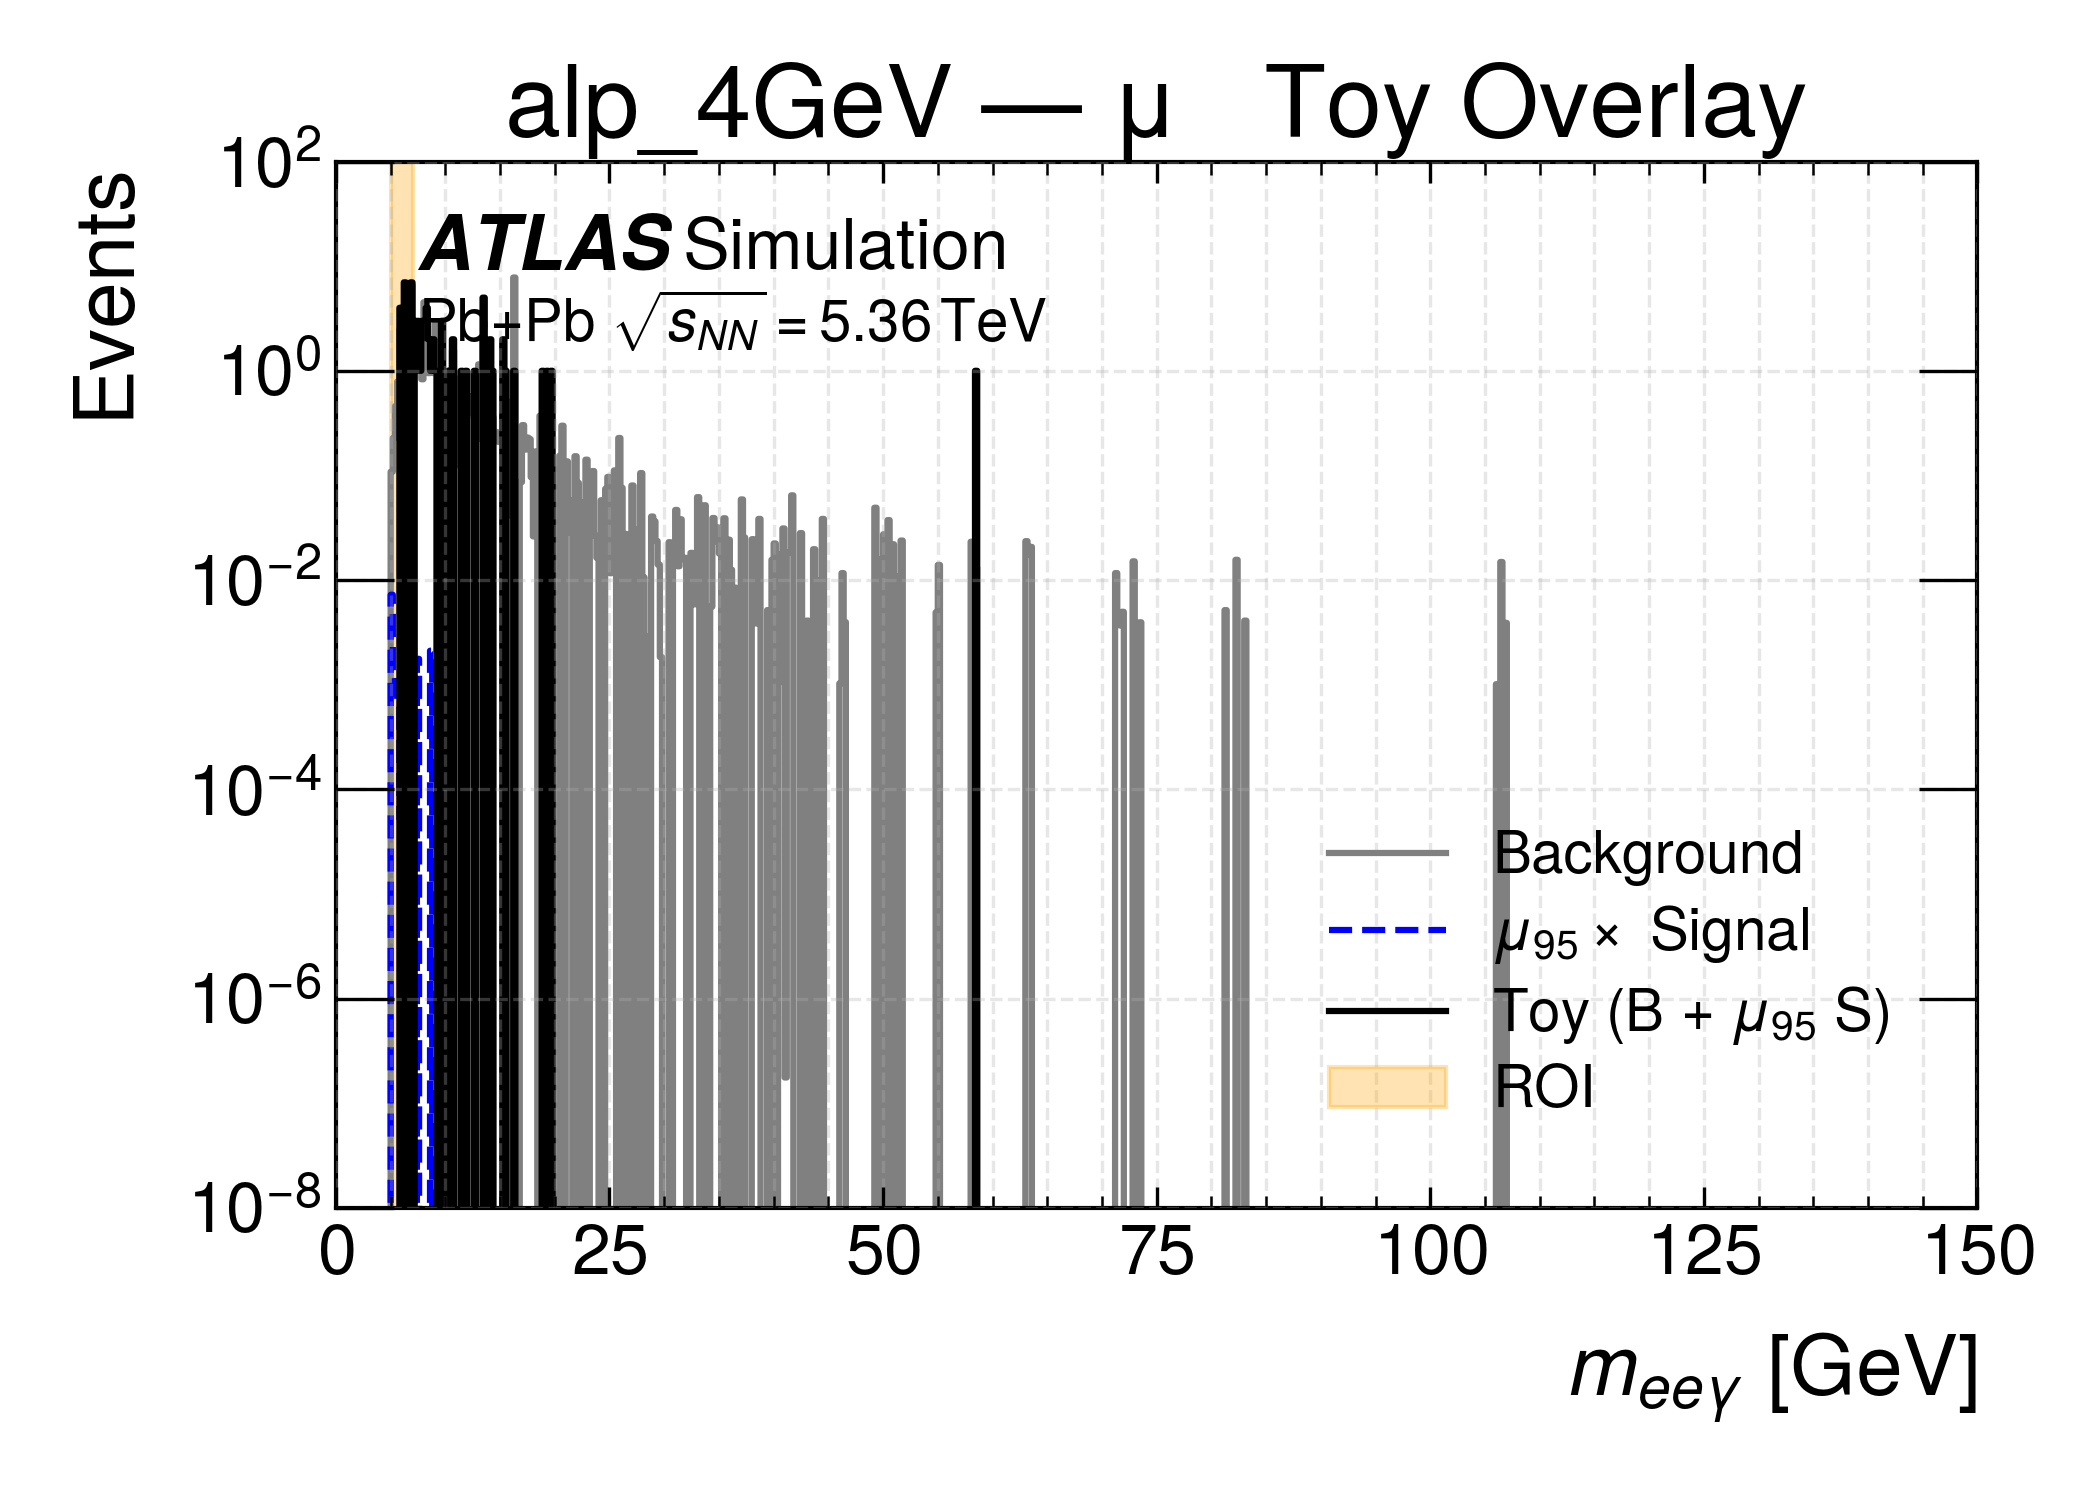 alp_4GeV — µ Toy Overlay
Events
ATLAS Simulation
Pb+Pb √s_NN = 5.36 TeV
10²
10⁰
10⁻²
10⁻⁴
10⁻⁶
10⁻⁸
Background
μ₉₅ × Signal
Toy (B + μ₉₅ S)
ROI
0 25 50 75 100 125 150
m_eeγ [GeV]